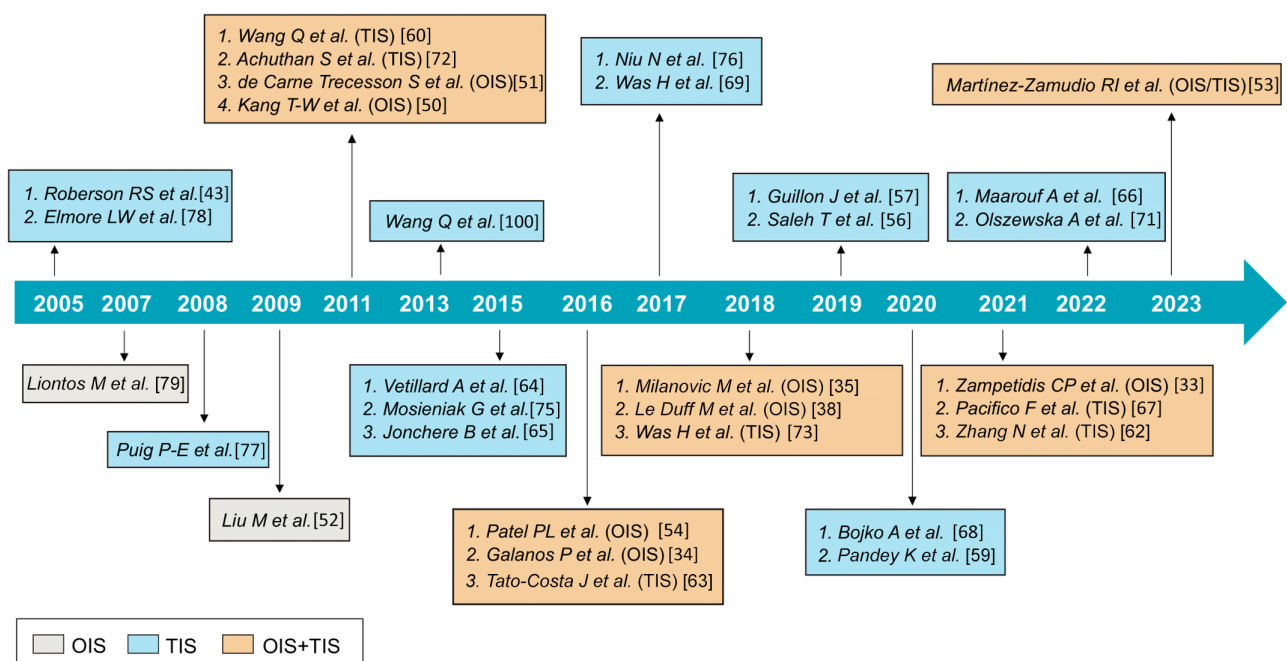 1. Wang Q et al. (TIS) [60]
2. Achuthan S et al. (TIS) [72]
3. de Carne Trecesson S et al. (OIS)[51]
4. Kang T-W et al. (OIS) [50]
1. Niu N et al. [76]
2. Was H et al. [69]
Martínez-Zamudio RI et al. (OIS/TIS) [53]
1. Roberson RS et al.[43]
2. Elmore LW et al. [78]
Wang Q et al. [100]
1. Guillon J et al. [57]
2. Saleh T et al. [56]
1. Maarouf A et al. [66]
2. Olszewska A et al. [71]
2005 2007 2008 2009 2011 2013 2015 2016 2017 2018 2019 2020 2021 2022 2023
Liontos M et al. [79]
Puig P-E et al. [77]
Liu M et al. [52]
1. Vetillard A et al. [64]
2. Mosieniak G et al.[75]
3. Jonchere B et al.[65]
1. Patel PL et al. (OIS) [54]
2. Galanos P et al. (OIS) [34]
3. Tato-Costa J et al. (TIS) [63]
1. Milanovic M et al. (OIS) [35]
2. Le Duff M et al. (OIS) [38]
3. Was H et al. (TIS) [73]
1. Bojko A et al. [68]
2. Pandey K et al. [59]
1. Zampetidis CP et al. (OIS) [33]
2. Pacifico F et al. (TIS) [67]
3. Zhang N et al. (TIS) [62]
OIS TIS OIS+TIS